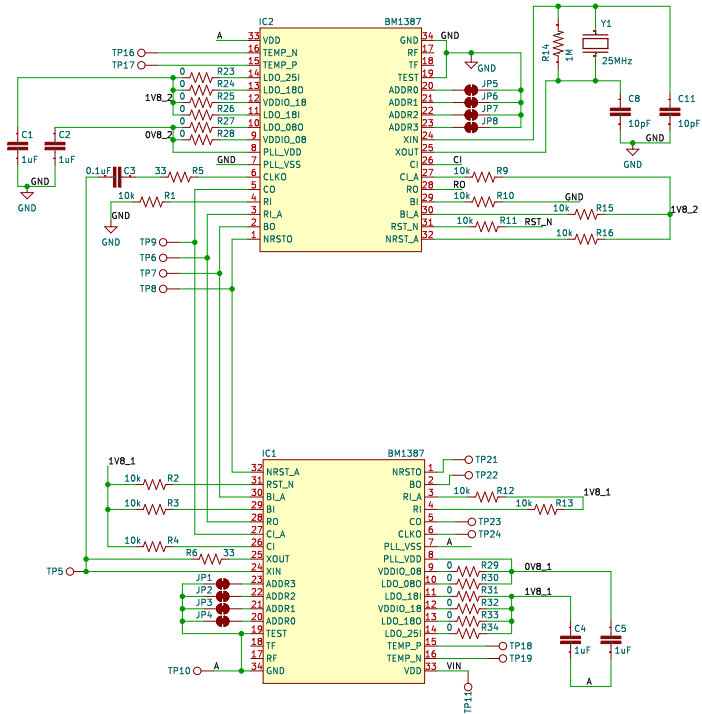 IC2 BM1387
A 33 VDD GND 34 GND
TP16 16 TEMP_N RF 17
TP17 15 TEMP_P TF 18 GND
0 R23 14 LDO_25I TEST 19
0 R24 13 LDO_18O ADDR0 20 JP5
1V8_2 0 R25 12 VDDIO_18 ADDR1 21 JP6
0 R26 11 LDO_18I ADDR2 22 JP7
0 R27 10 LDO_08O ADDR3 23 JP8
0V8_2 0 R28 9 VDDIO_08 XIN 24
8 PLL_VDD XOUT 25
GND 7 PLL_VSS CI 26 CI
0.1uF C3 33 R5 6 CLKO CI_A 27 10k R9
5 CO RO 28 RO
10k R1 4 RI BI 29 10k R10 GND
3 RI_A BI_A 30 10k R15 1V8_2
2 BO RST_N 31 10k R11 RST_N
1 NRSTO NRST_A 32 10k R16
R14 1M Y1 25MHz
C8 10pF C11 10pF
GND
GND
C1 1uF C2 1uF
GND
GND
GND
GND
TP9
TP6
TP7
TP8
IC1 BM1387
1V8_1 32 NRST_A NRSTO 1 TP21
10k R2 31 RST_N BO 2 TP22
30 BI_A RI_A 3 10k R12 1V8_1
10k R3 29 BI RI 4 10k R13
28 RO CO 5 TP23
27 CI_A CLKO 6 TP24
10k R4 26 CI PLL_VSS 7 A
R6 33 25 XOUT PLL_VDD 8
TP5 24 XIN VDDIO_08 9 0 R29 0V8_1
JP1 23 ADDR3 LDO_08O 10 0 R30
JP2 22 ADDR2 LDO_18I 11 0 R31 1V8_1
JP3 21 ADDR1 VDDIO_18 12 0 R32
JP4 20 ADDR0 LDO_18O 13 0 R33
19 TEST LDO_25I 14 0 R34
18 TF TEMP_P 15 TP18
17 RF TEMP_N 16 TP19
TP10 A 34 GND VDD 33 VIN
C4 1uF C5 1uF
A
TP11